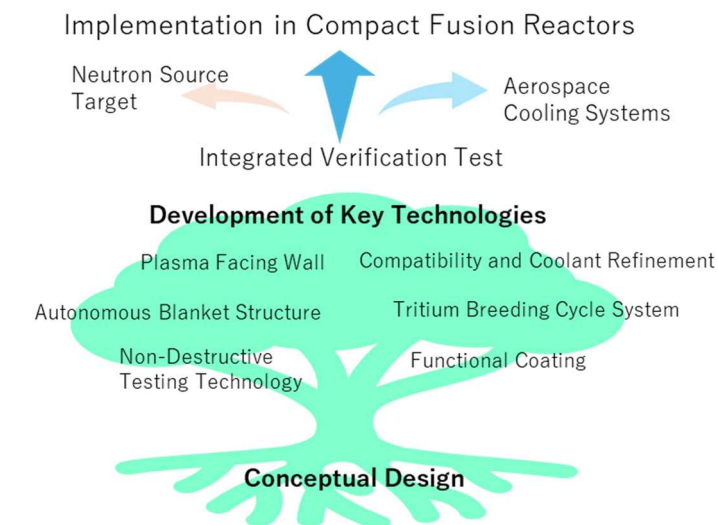 Implementation in Compact Fusion Reactors
Neutron Source
Target
Aerospace
Cooling Systems
Integrated Verification Test
Development of Key Technologies
Plasma Facing Wall
Compatibility and Coolant Refinement
Autonomous Blanket Structure
Tritium Breeding Cycle System
Non-Destructive
Testing Technology
Functional Coating
Conceptual Design